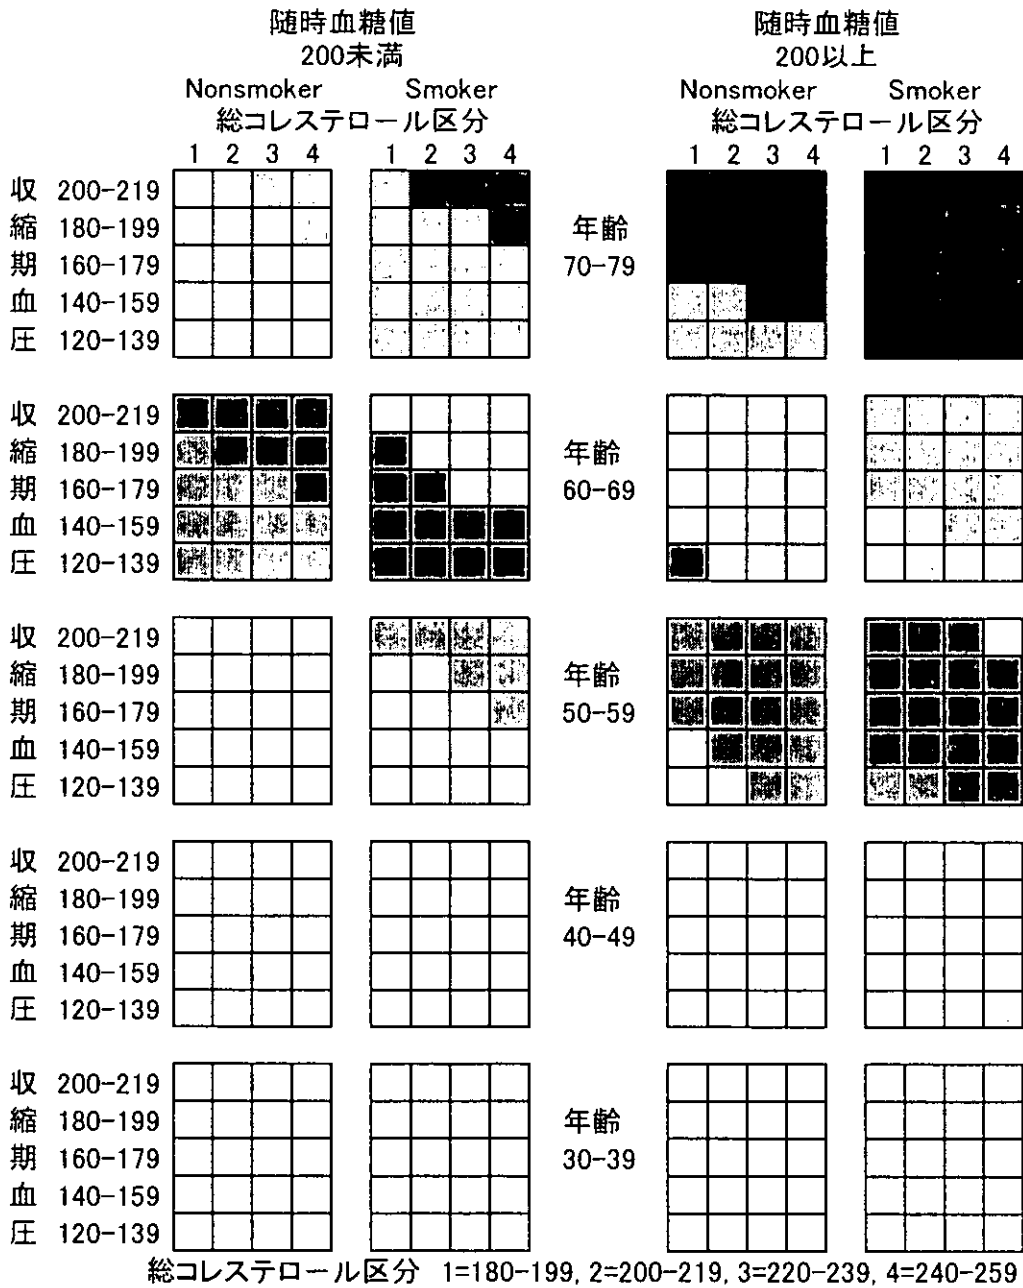 随時血糖値 随時血糖値
200未満 200以上
Nonsmoker Smoker Nonsmoker Smoker
総コレステロール区分 総コレステロール区分
1 2 3 4 1 2 3 4 1 2 3 4 1 2 3 4
収 200-219
縮 180-199 年齢
期 160-179 70-79
血 140-159
圧 120-139
収 200-219
縮 180-199 年齢
期 160-179 60-69
血 140-159
圧 120-139
収 200-219
縮 180-199 年齢
期 160-179 50-59
血 140-159
圧 120-139
収 200-219
縮 180-199 年齢
期 160-179 40-49
血 140-159
圧 120-139
収 200-219
縮 180-199 年齢
期 160-179 30-39
血 140-159
圧 120-139
総コレステロール区分 1=180-199, 2=200-219, 3=220-239, 4=240-259